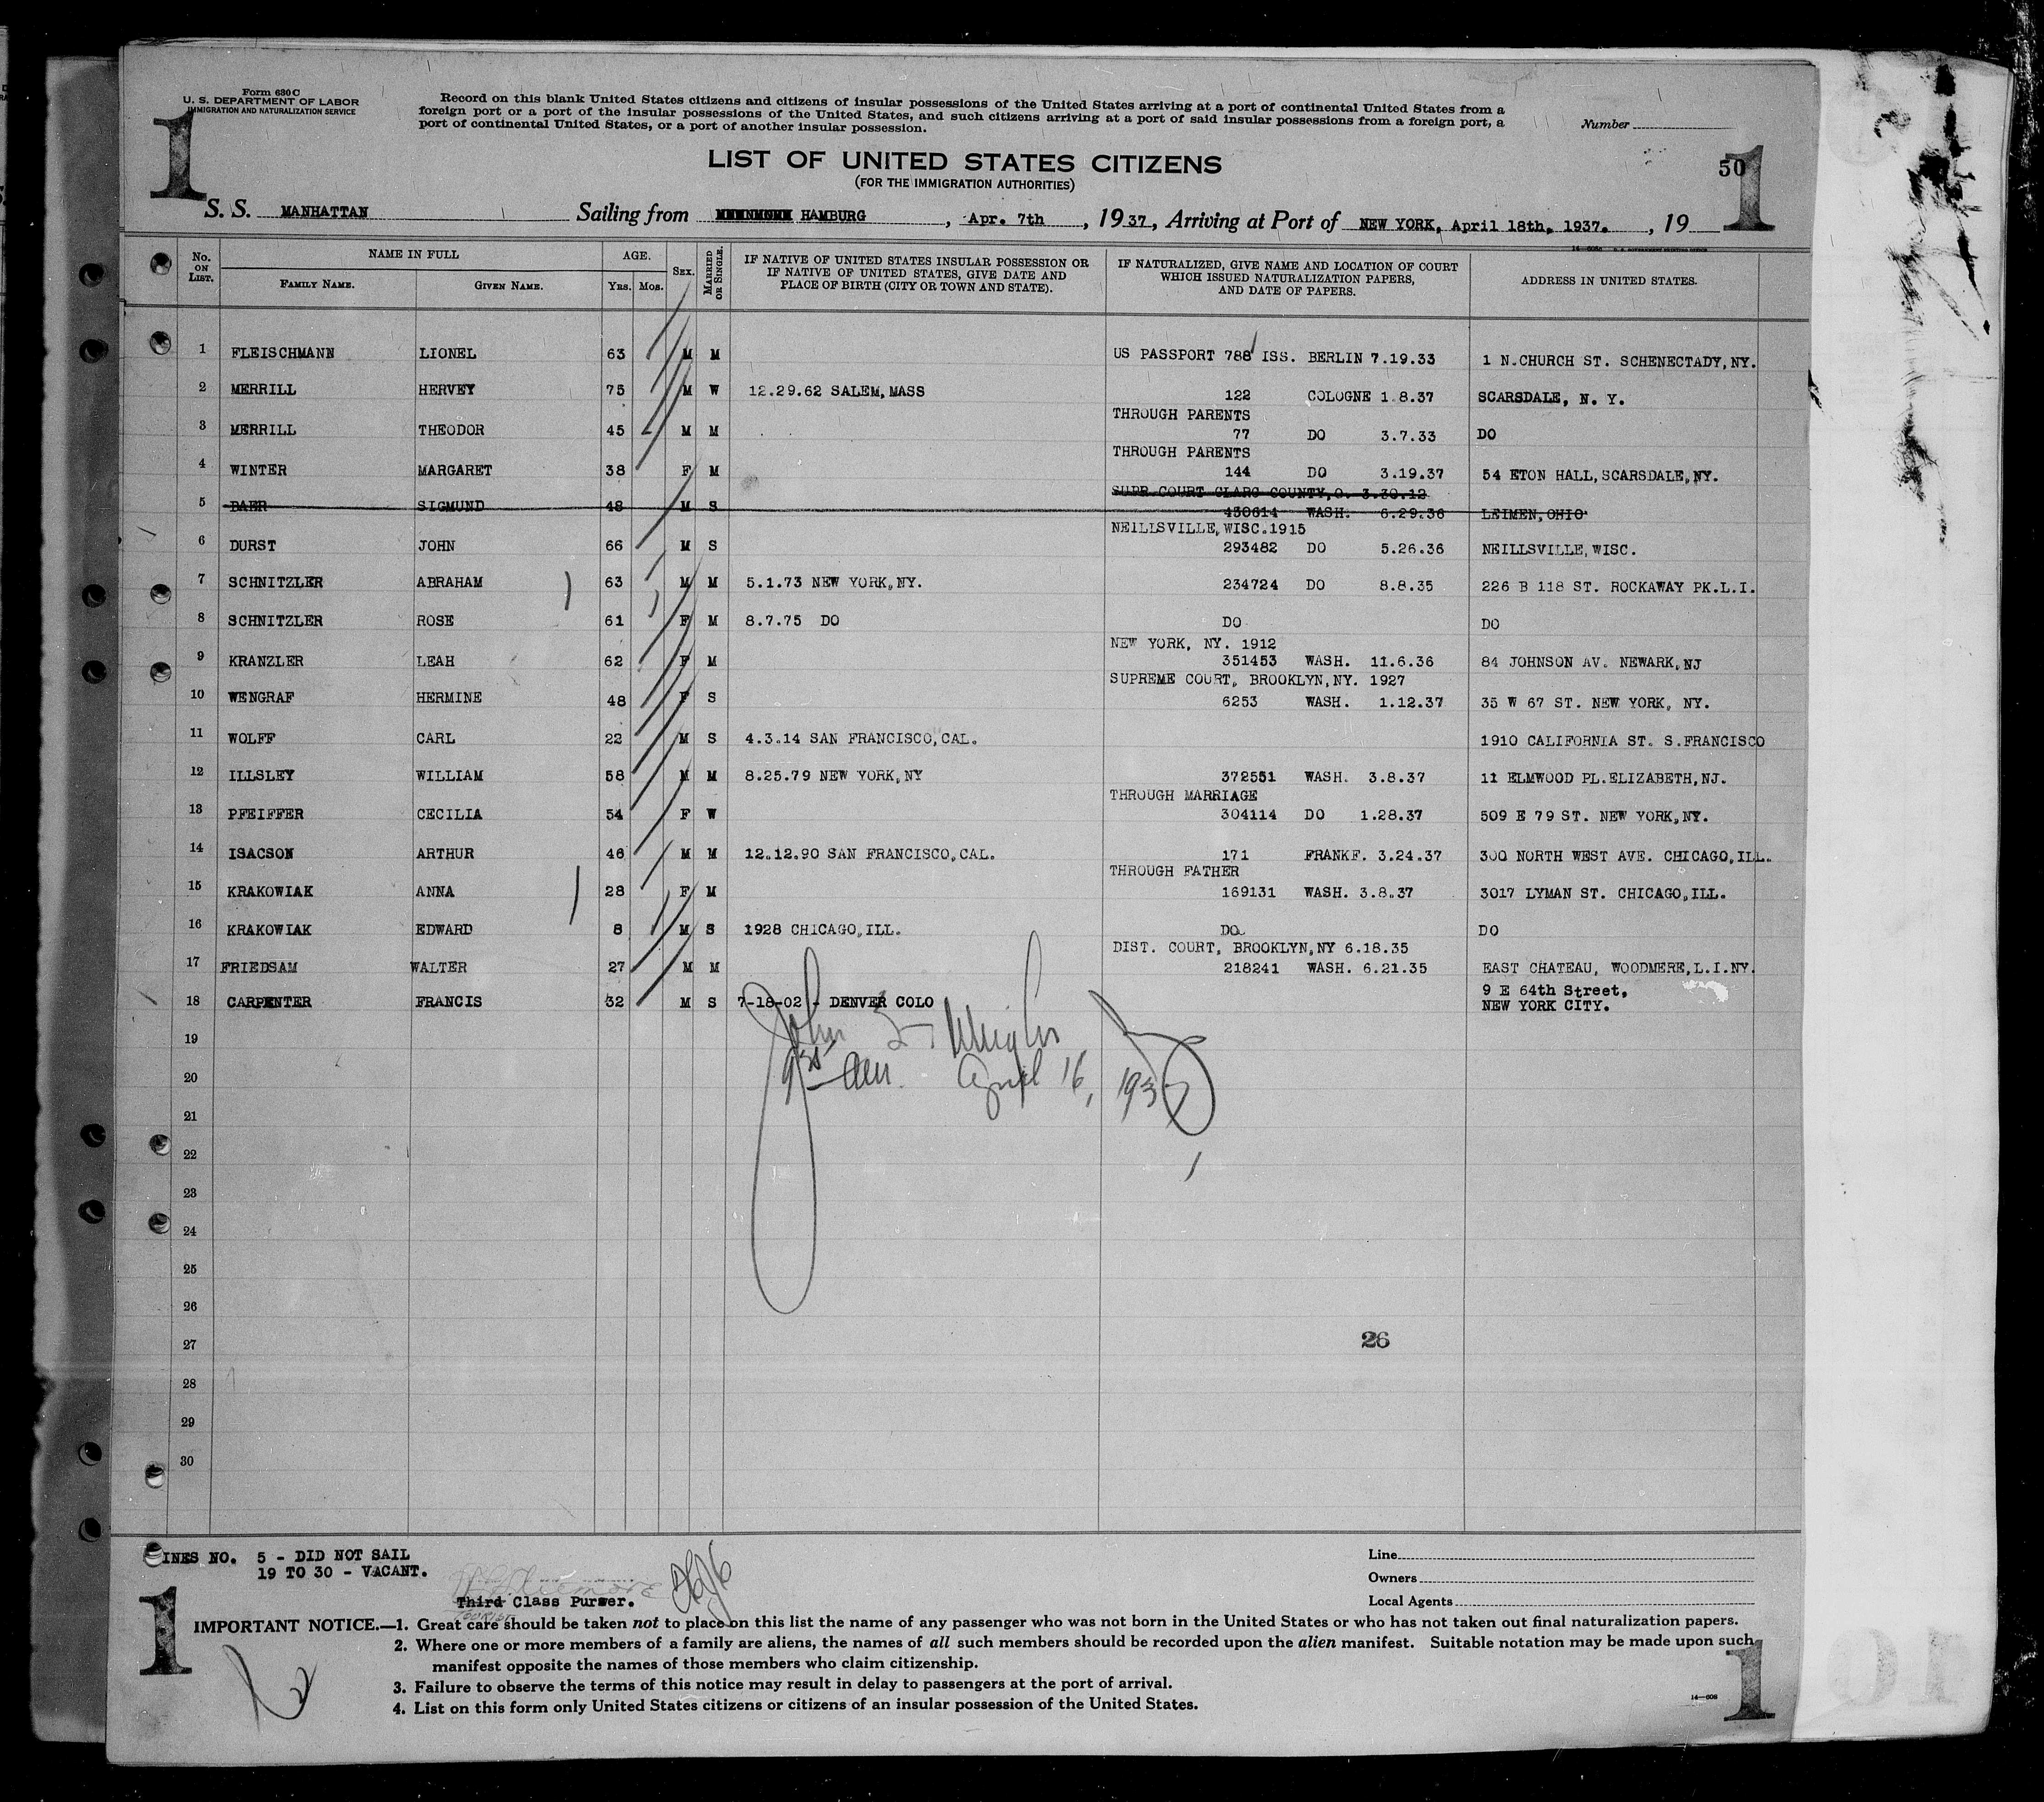 Form 630 C
U. S. DEPARTMENT OF LABOR
IMMIGRATION AND NATURALIZATION SERVICE
1
Record on this blank United States citizens and citizens of insular possessions of the United States arriving at a port of continental United States from a
foreign port or a port of the insular possessions of the United States, and such citizens arriving at a port of said insular possessions from a foreign port, a
port of continental United States, or a port of another insular possession.
Number
LIST OF UNITED STATES CITIZENS
(FOR THE IMMIGRATION AUTHORITIES)
50
1
S. S. MANHATTAN Sailing from HAMBURG, Apr. 7th, 1937, Arriving at Port of NEW YORK, April 18th, 1937., 19
No. ON LIST. NAME IN FULL FAMILY NAME. GIVEN NAME. AGE. YRS. MOS. SEX. MARRIED OR SINGLE. IF NATIVE OF UNITED STATES INSULAR POSSESSION OR IF NATIVE OF UNITED STATES, GIVE DATE AND PLACE OF BIRTH (CITY OR TOWN AND STATE). IF NATURALIZED, GIVE NAME AND LOCATION OF COURT WHICH ISSUED NATURALIZATION PAPERS, AND DATE OF PAPERS. ADDRESS IN UNITED STATES.
1 FLEISCHMANN LIONEL 63 M M US PASSPORT 788 ISS. BERLIN 7.19.33 1 N.CHURCH ST. SCHENECTADY,NY.
2 MERRILL HERVEY 75 M W 12.29.62 SALEM,MASS 122 COLOGNE 1.8.37 SCARSDALE, N. Y.
THROUGH PARENTS
3 MERRILL THEODOR 45 M M 77 DO 3.7.33 DO
THROUGH PARENTS
4 WINTER MARGARET 38 F M 144 DO 3.19.37 54 ETON HALL,SCARSDALE,NY.
SUPR COURT CLARC COUNTY,O. 3.30.12
5 BAER SIGMUND 48 M S 430614 WASH. 6.29.36 LEIMEN,OHIO
NEILLSVILLE,WISC.1915
6 DURST JOHN 66 M S 293482 DO 5.26.36 NEILLSVILLE,WISC.
7 SCHNITZLER ABRAHAM 63 M M 5.1.73 NEW YORK,NY. 234724 DO 8.8.35 226 B 118 ST. ROCKAWAY PK.L.I.
8 SCHNITZLER ROSE 61 F M 8.7.75 DO DO DO
NEW YORK, NY. 1912
9 KRANZLER LEAH 62 F M 351453 WASH. 11.6.36 84 JOHNSON AV. NEWARK,NJ
SUPREME COURT, BROOKLYN,NY. 1927
10 WENGRAF HERMINE 48 F S 6253 WASH. 1.12.37 35 W 67 ST. NEW YORK, NY.
11 WOLFF CARL 22 M S 4.3.14 SAN FRANCISCO,CAL. 1910 CALIFORNIA ST. S.FRANCISCO
12 ILLSLEY WILLIAM 58 M M 8.25.79 NEW YORK,NY 372551 WASH. 3.8.37 11 ELMWOOD PL.ELIZABETH,NJ.
THROUGH MARRIAGE
13 PFEIFFER CECILIA 54 F W 304114 DO 1.28.37 509 E 79 ST. NEW YORK,NY.
14 ISACSON ARTHUR 46 M M 12.12.90 SAN FRANCISCO,CAL. 171 FRANKF. 3.24.37 300 NORTH WEST AVE. CHICAGO,ILL.
THROUGH FATHER
15 KRAKOWIAK ANNA 28 F M 169131 WASH. 3.8.37 3017 LYMAN ST. CHICAGO,ILL.
16 KRAKOWIAK EDWARD 8 M S 1928 CHICAGO,ILL. DO DO
DIST. COURT, BROOKLYN,NY 6.18.35
17 FRIEDSAM WALTER 27 M M 218241 WASH. 6.21.35 EAST CHATEAU, WOODMERE,L.I.NY.
18 CARPENTER FRANCIS 32 M S 7-18-02 - DENVER COLO 9 E 64th Street,
NEW YORK CITY.
19
John
20
April 16, 1937
21
22
23
24
25
26
27
26
28
29
30
INES NO. 5 - DID NOT SAIL
19 TO 30 - VACANT.
Third Class Purser.
TOURIST
Line
Owners
Local Agents
1
IMPORTANT NOTICE.—1. Great care should be taken not to place on this list the name of any passenger who was not born in the United States or who has not taken out final naturalization papers.
2. Where one or more members of a family are aliens, the names of all such members should be recorded upon the alien manifest. Suitable notation may be made upon such
manifest opposite the names of those members who claim citizenship.
3. Failure to observe the terms of this notice may result in delay to passengers at the port of arrival.
4. List on this form only United States citizens or citizens of an insular possession of the United States.
14—608
1